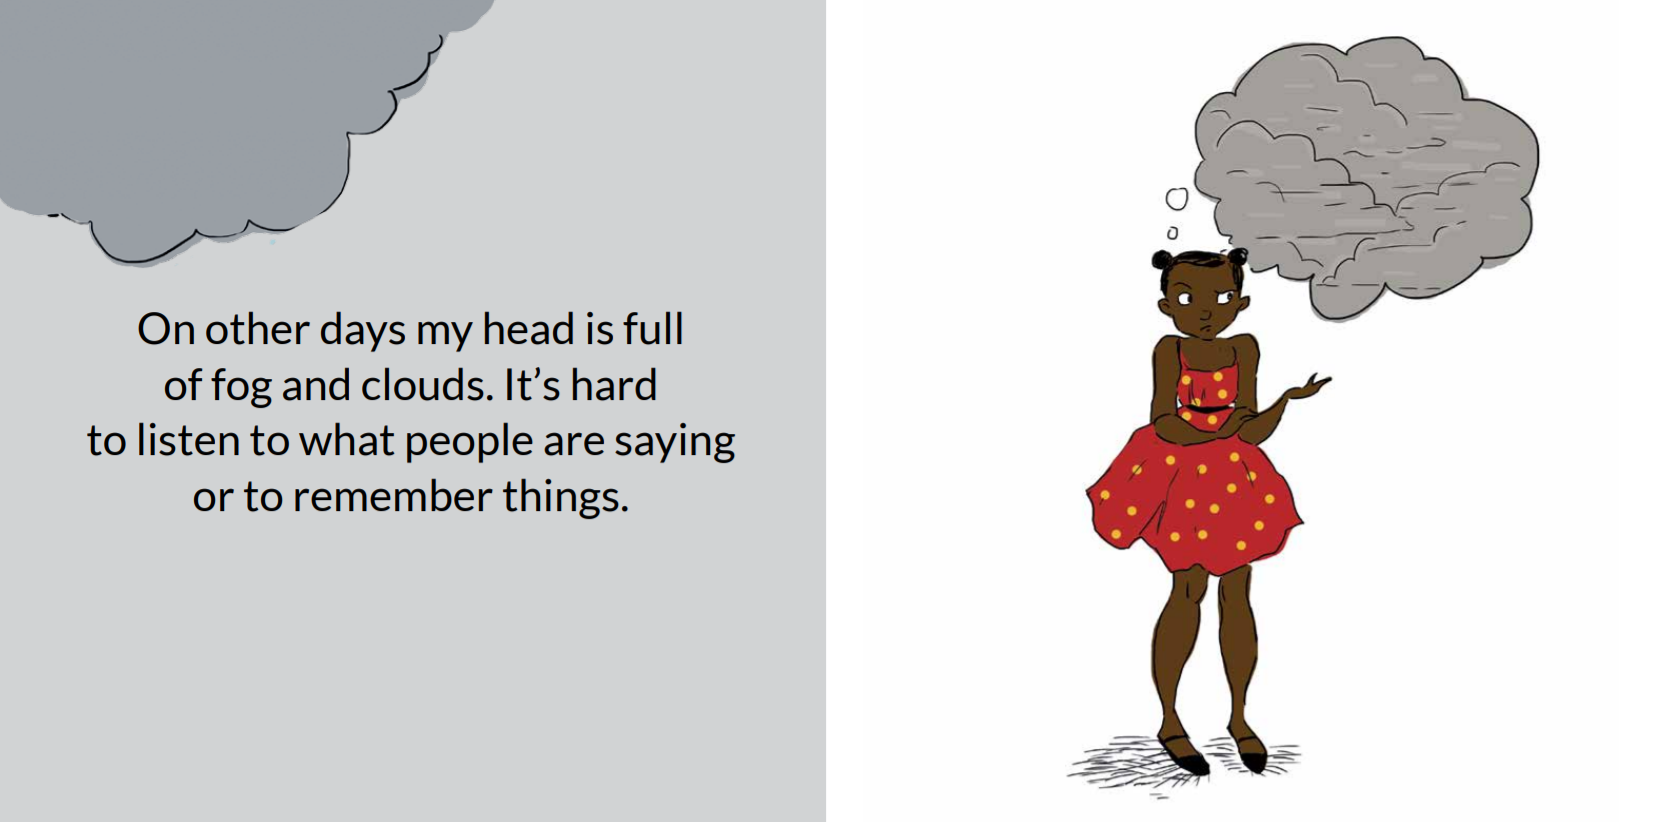 On other days my head is full
of fog and clouds. It’s hard
to listen to what people are saying
or to remember things.